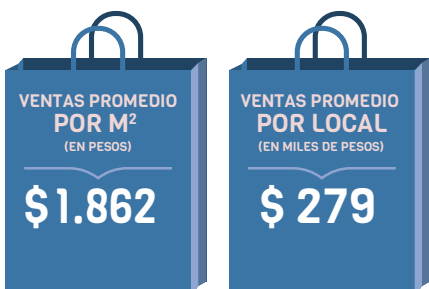 VENTAS PROMEDIO
POR M²
(EN PESOS)
$1.862
VENTAS PROMEDIO
POR LOCAL
(EN MILES DE PESOS)
$ 279